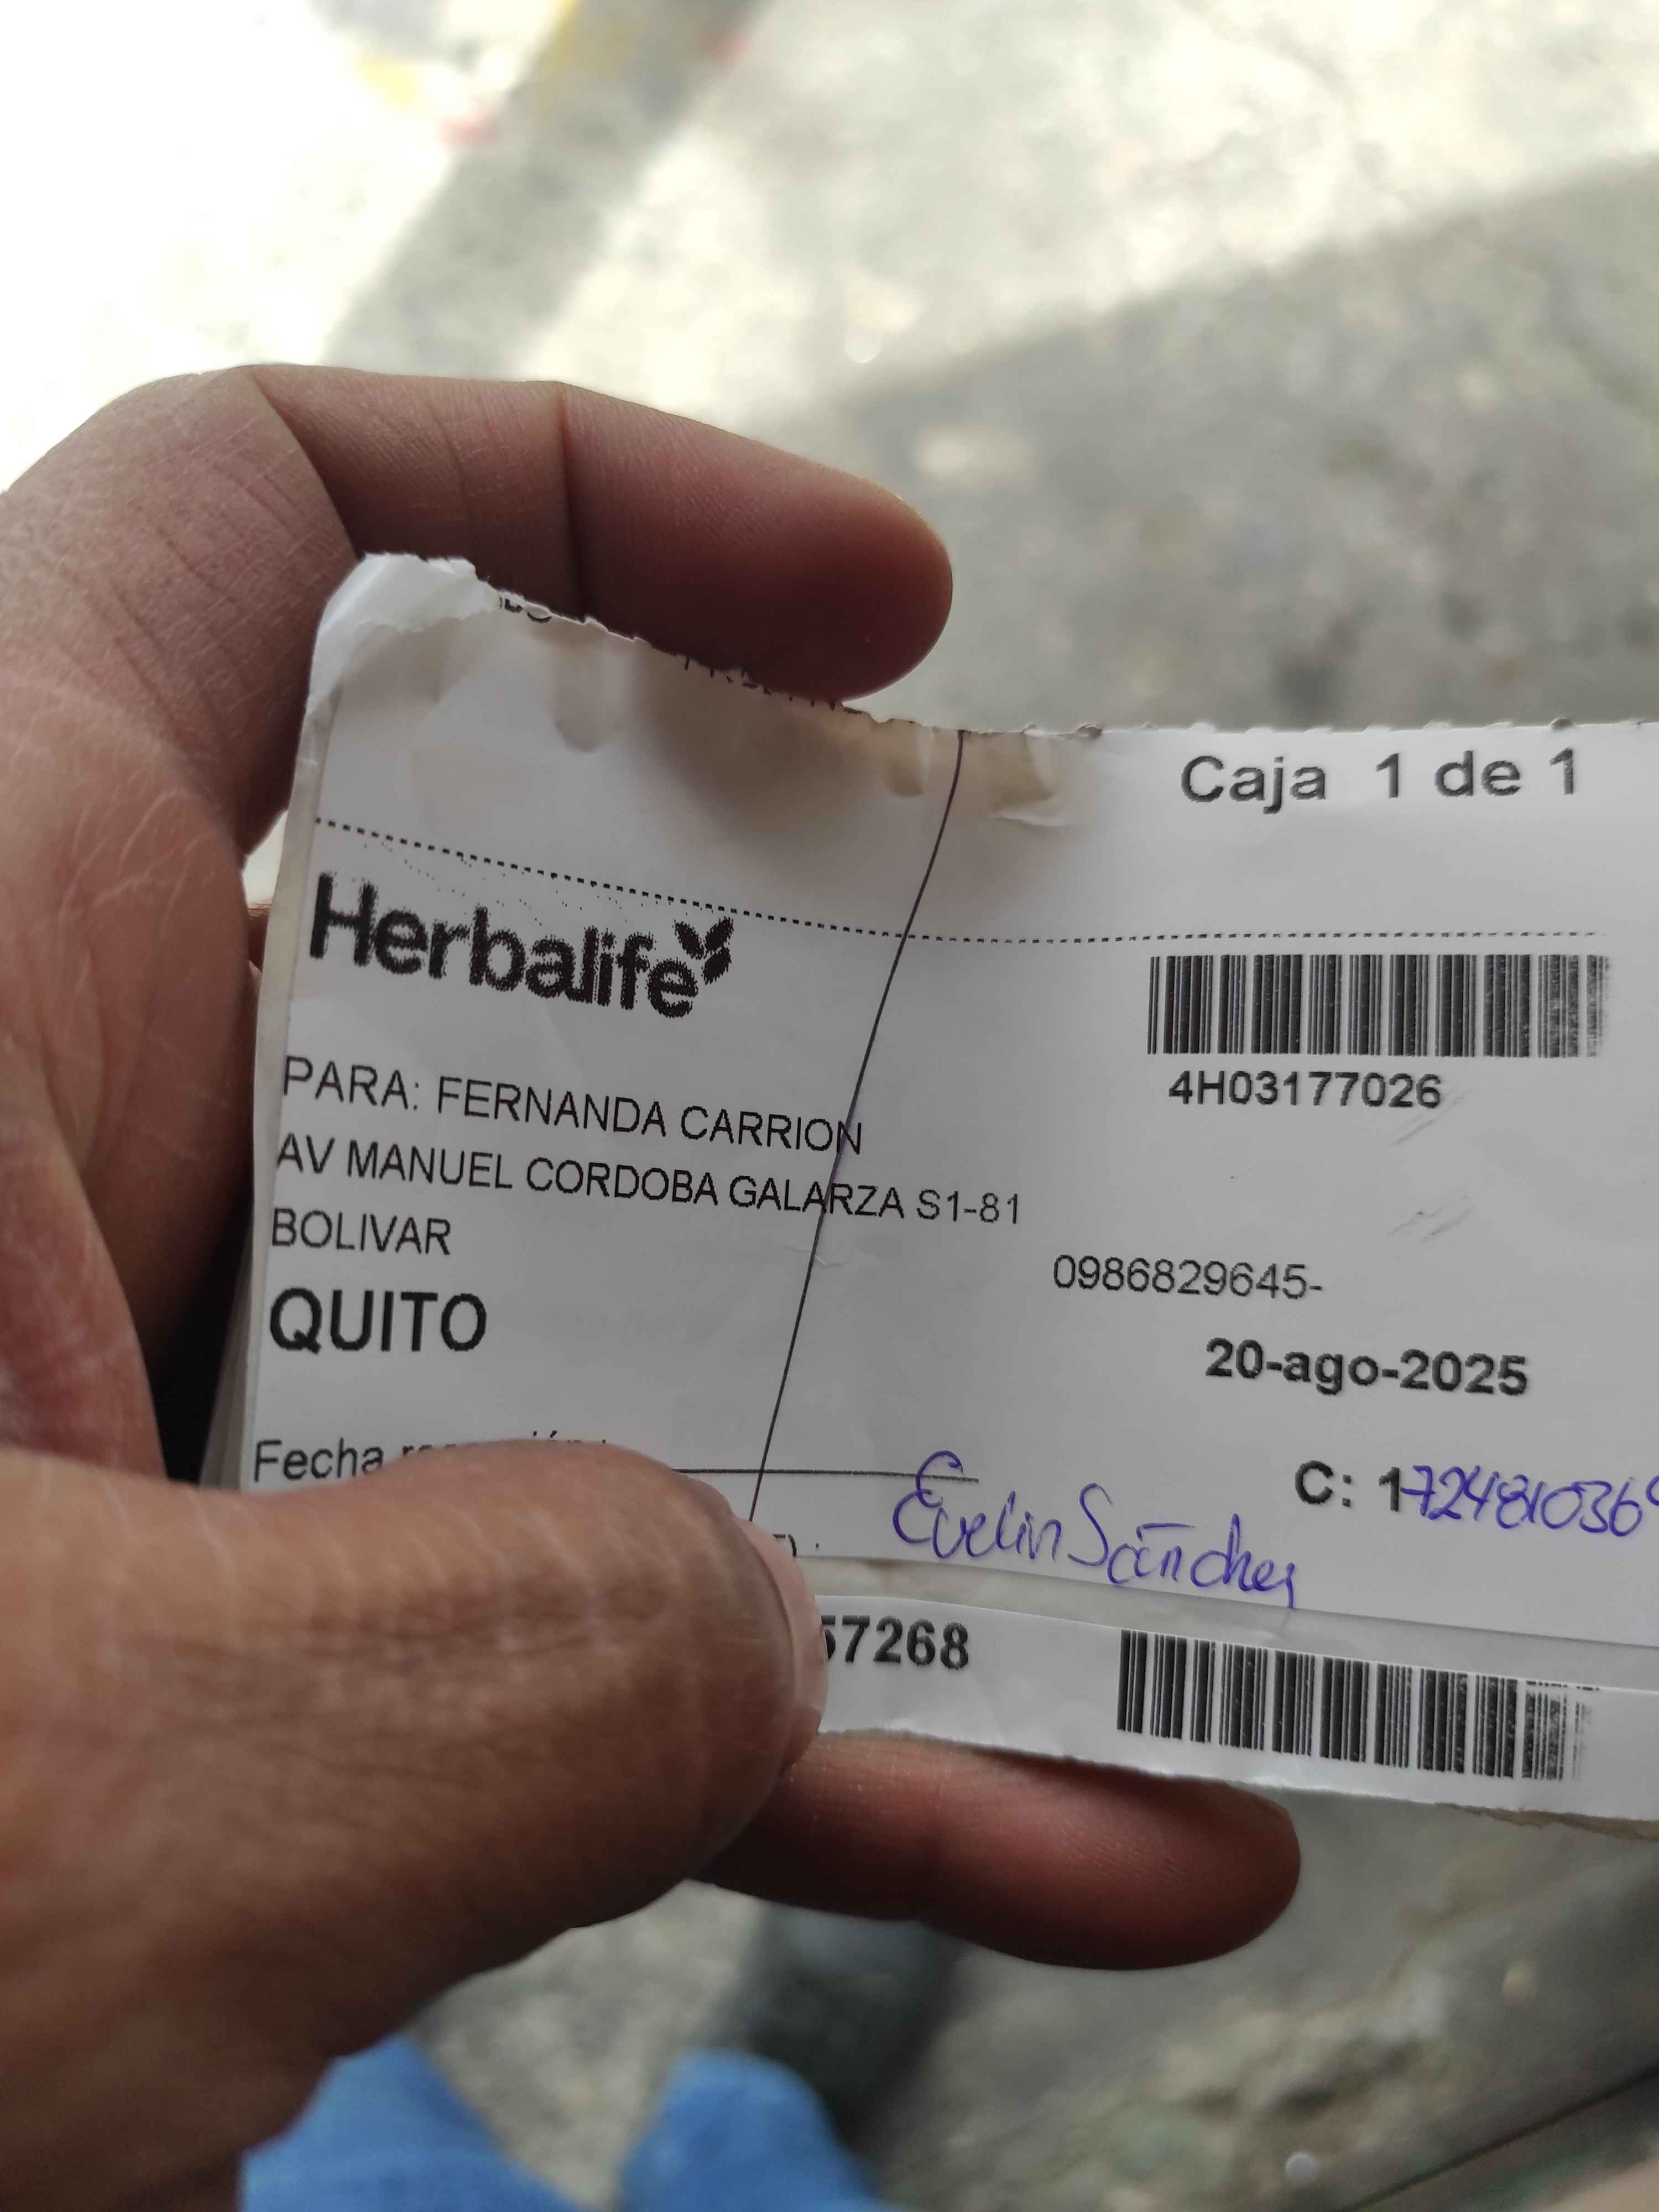 Caja 1 de 1
Herbalife
4H03177026
PARA: FERNANDA CARRION
AV MANUEL CORDOBA GALARZA S1-81
BOLIVAR
0986829645-
QUITO
20-ago-2025
Fecha
C: 172481036
Evelin Sánchez
57268